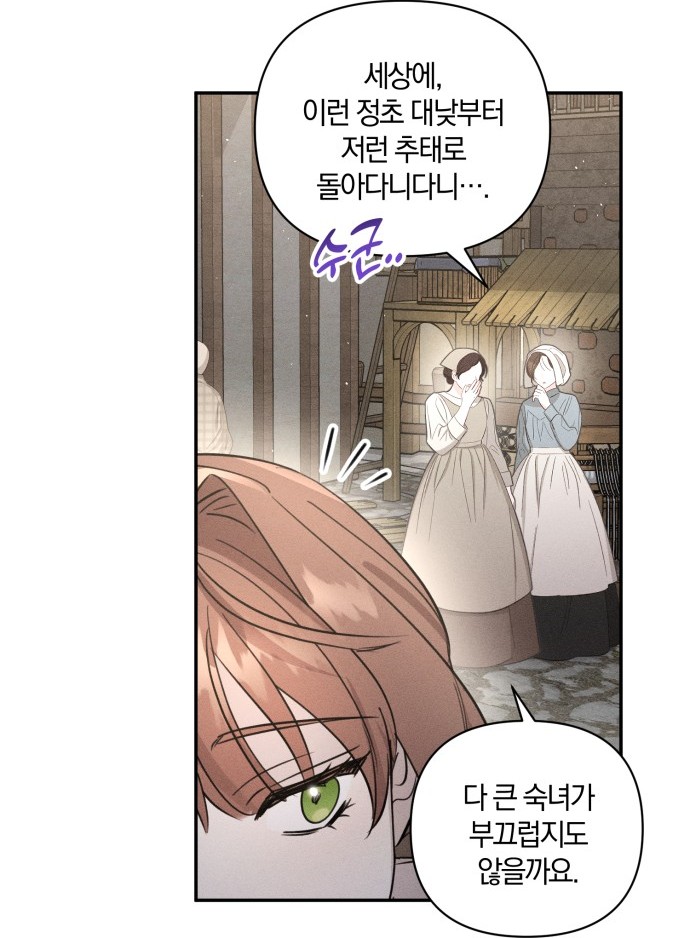 세상에,
이런 정초 대낮부터
저런 추태로
돌아다니다니….
수군..
다 큰 숙녀가
부끄럽지도
않을까요.